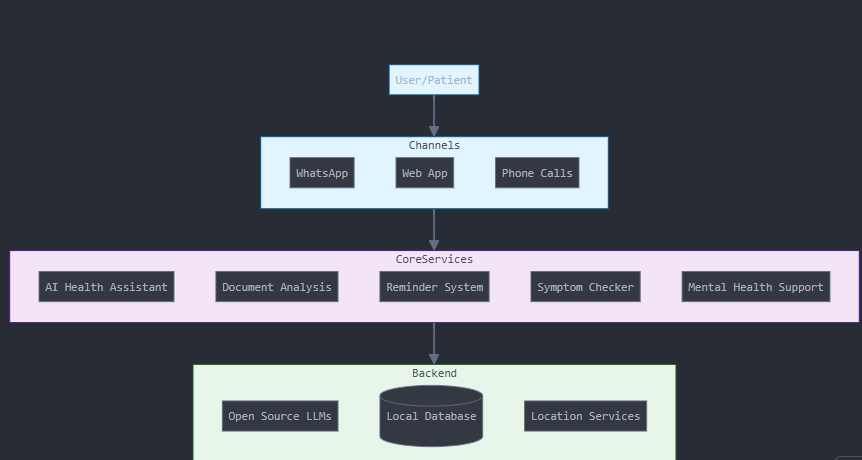 User/Patient
Channels
WhatsApp
Web App
Phone Calls
CoreServices
AI Health Assistant
Document Analysis
Reminder System
Symptom Checker
Mental Health Support
Backend
Open Source LLMs
Local Database
Location Services